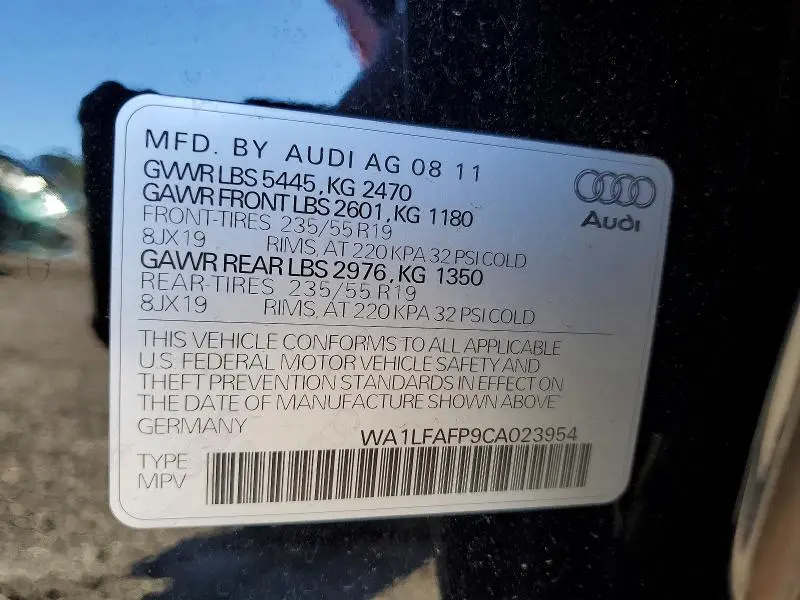 MFD. BY AUDI AG 08 11
GVWR LBS 5445, KG 2470
GAWR FRONT LBS 2601, KG 1180
FRONT-TIRES 235/55 R19
8JX19 RIMS, AT 220 KPA 32 PSI COLD
GAWR REAR LBS 2976, KG 1350
REAR-TIRES 235/55 R19
8JX19 RIMS, AT 220 KPA 32 PSI COLD
Audi
THIS VEHICLE CONFORMS TO ALL APPLICABLE
U.S. FEDERAL MOTOR VEHICLE SAFETY AND
THEFT PREVENTION STANDARDS IN EFFECT ON
THE DATE OF MANUFACTURE SHOWN ABOVE
GERMANY
WA1LFAFP9CA023954
TYPE
MPV